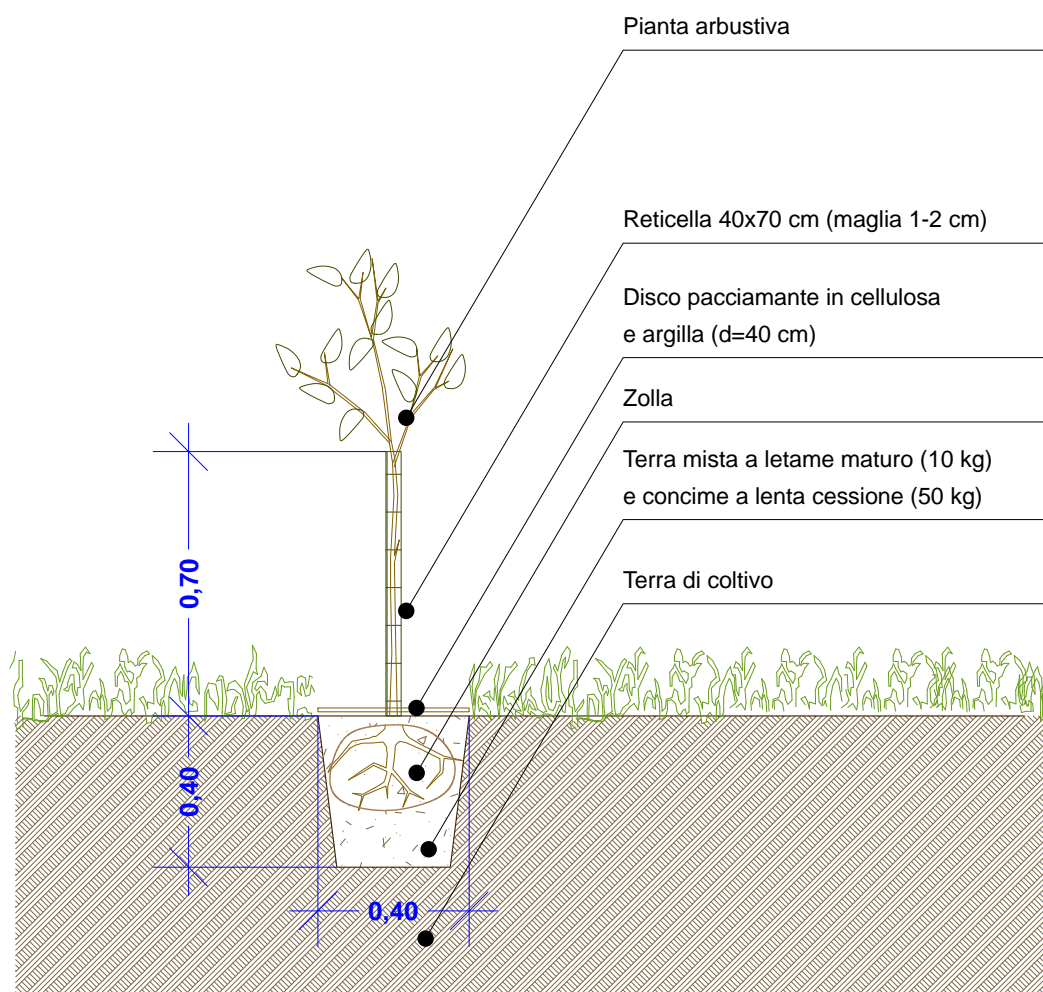 Pianta arbustiva
Reticella 40x70 cm (maglia 1-2 cm)
Disco pacciamante in cellulosa
e argilla (d=40 cm)
Zolla
Terra mista a letame maturo (10 kg)
e concime a lenta cessione (50 kg)
Terra di coltivo
0,70
0,40
0,40